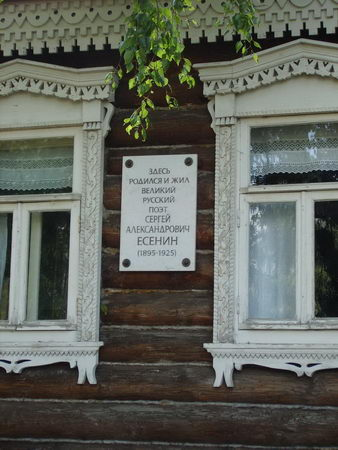 ЗДЕСЬ
РОДИЛСЯ И ЖИЛ
ВЕЛИКИЙ
РУССКИЙ
ПОЭТ
СЕРГЕЙ
АЛЕКСАНДРОВИЧ
ЕСЕНИН
(1895-1925)